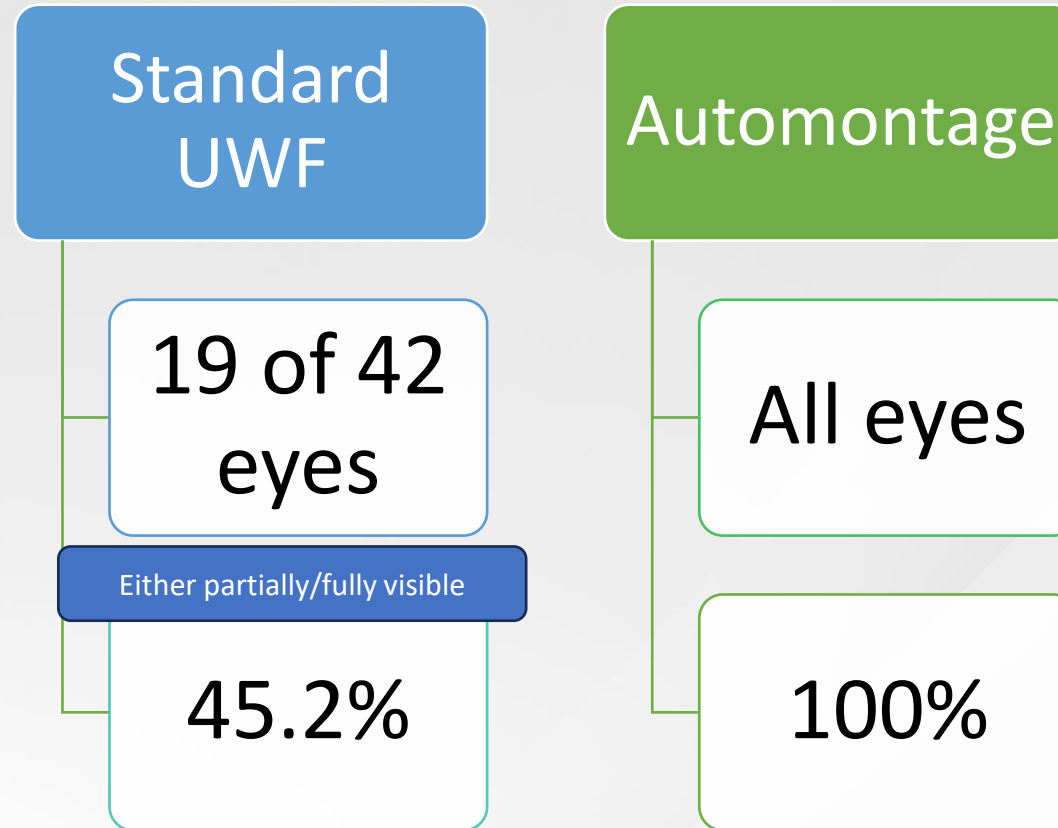 Standard
UWF
19 of 42
eyes
Either partially/fully visible
45.2%
Automontage
All eyes
100%